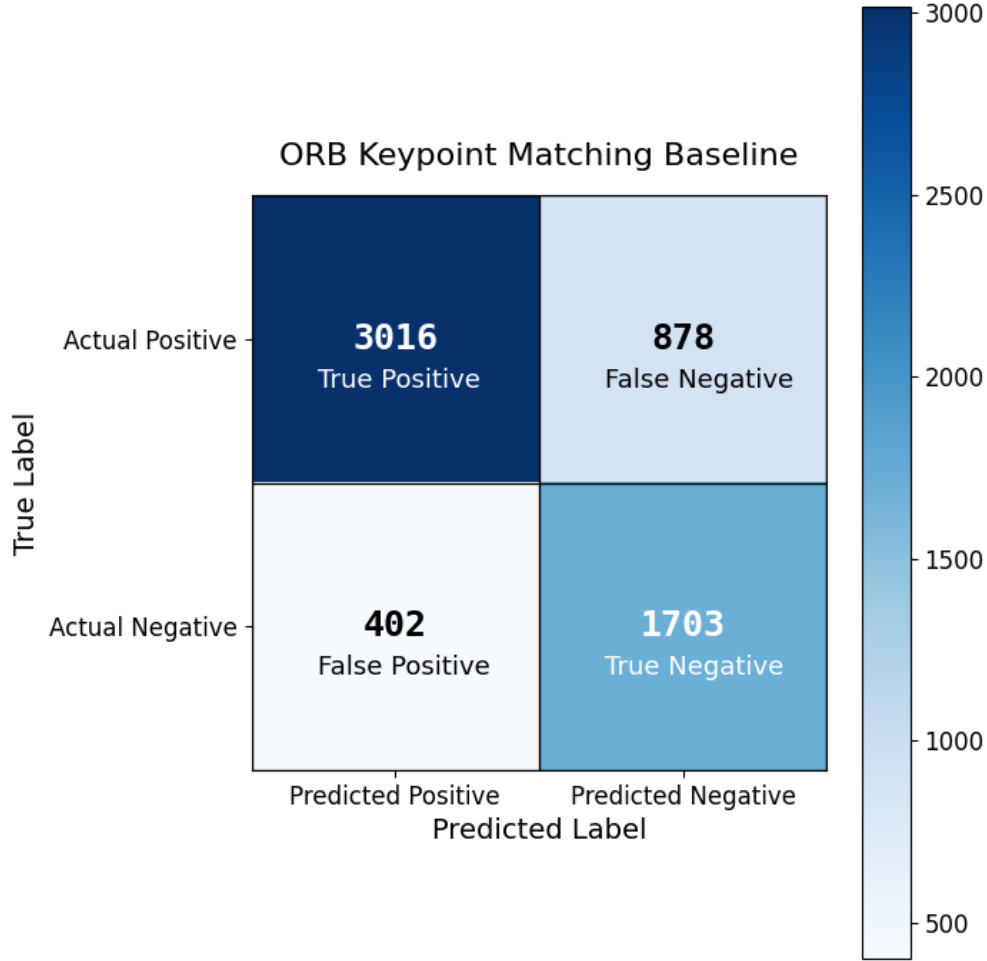 ORB Keypoint Matching Baseline
3000
2500
2000
1500
1000
500
True Label
Actual Positive
3016
True Positive
878
False Negative
Actual Negative
402
False Positive
1703
True Negative
Predicted Positive
Predicted Negative
Predicted Label